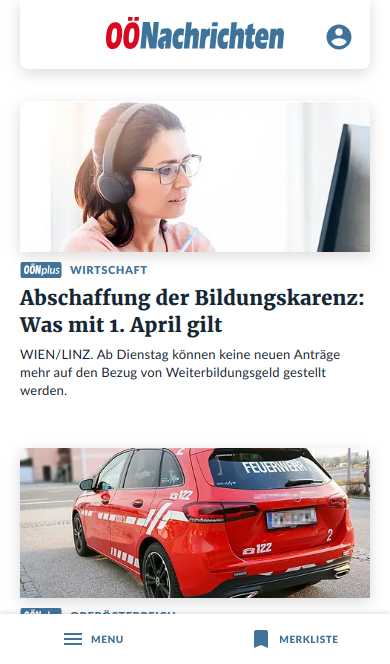 OÖNachrichten
OÖNplus WIRTSCHAFT
Abschaffung der Bildungskarenz:
Was mit 1. April gilt
WIEN/LINZ. Ab Dienstag können keine neuen Anträge
mehr auf den Bezug von Weiterbildungsgeld gestellt
werden.
FEUERWEHR
122
2
122
OÖNplus OBERÖSTERREICH
MENU
MERKLISTE